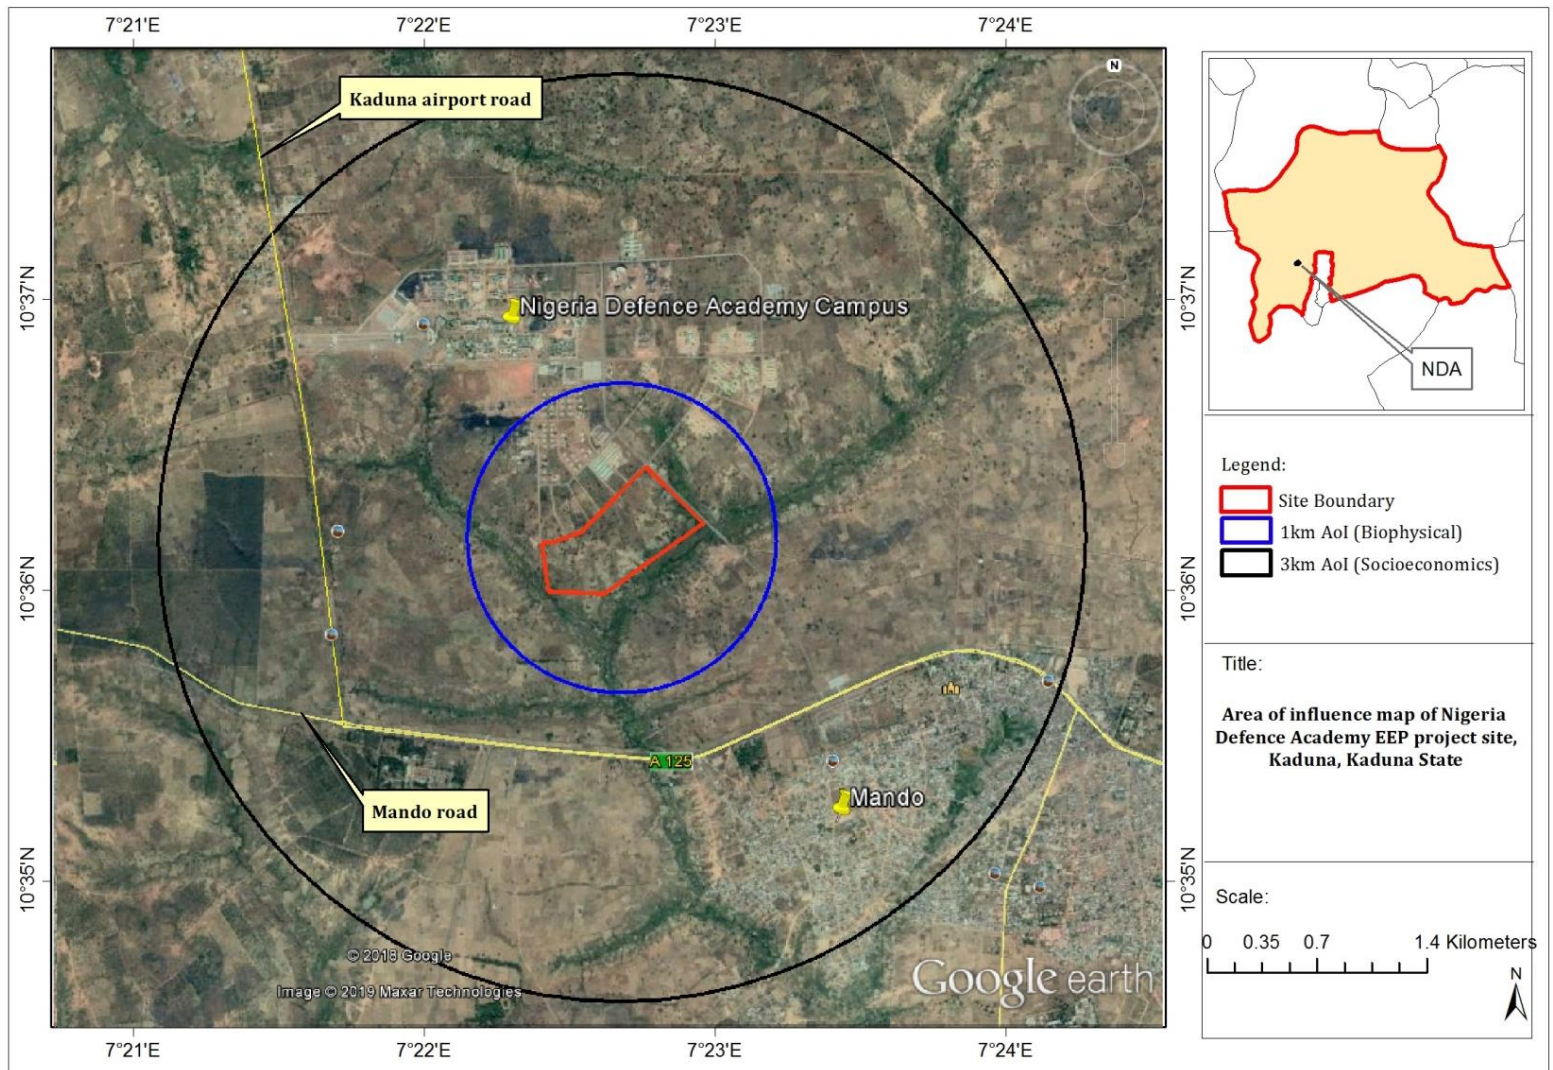 7°21'E 7°22'E 7°23'E 7°24'E
N
Kaduna airport road
10°37'N
10°37'N
Nigeria Defence Academy Campus
NDA
10°36'N
10°36'N
Legend:
Site Boundary
1km AoI (Biophysical)
3km AoI (Socioeconomics)
Title:
Area of influence map of Nigeria
Defence Academy EEP project site,
Kaduna, Kaduna State
A 125
Mando road
Mando
10°35'N
10°35'N
Scale:
0 0.35 0.7 1.4 Kilometers
N
© 2018 Google
Image © 2019 Maxar Technologies
Google earth
7°21'E 7°22'E 7°23'E 7°24'E